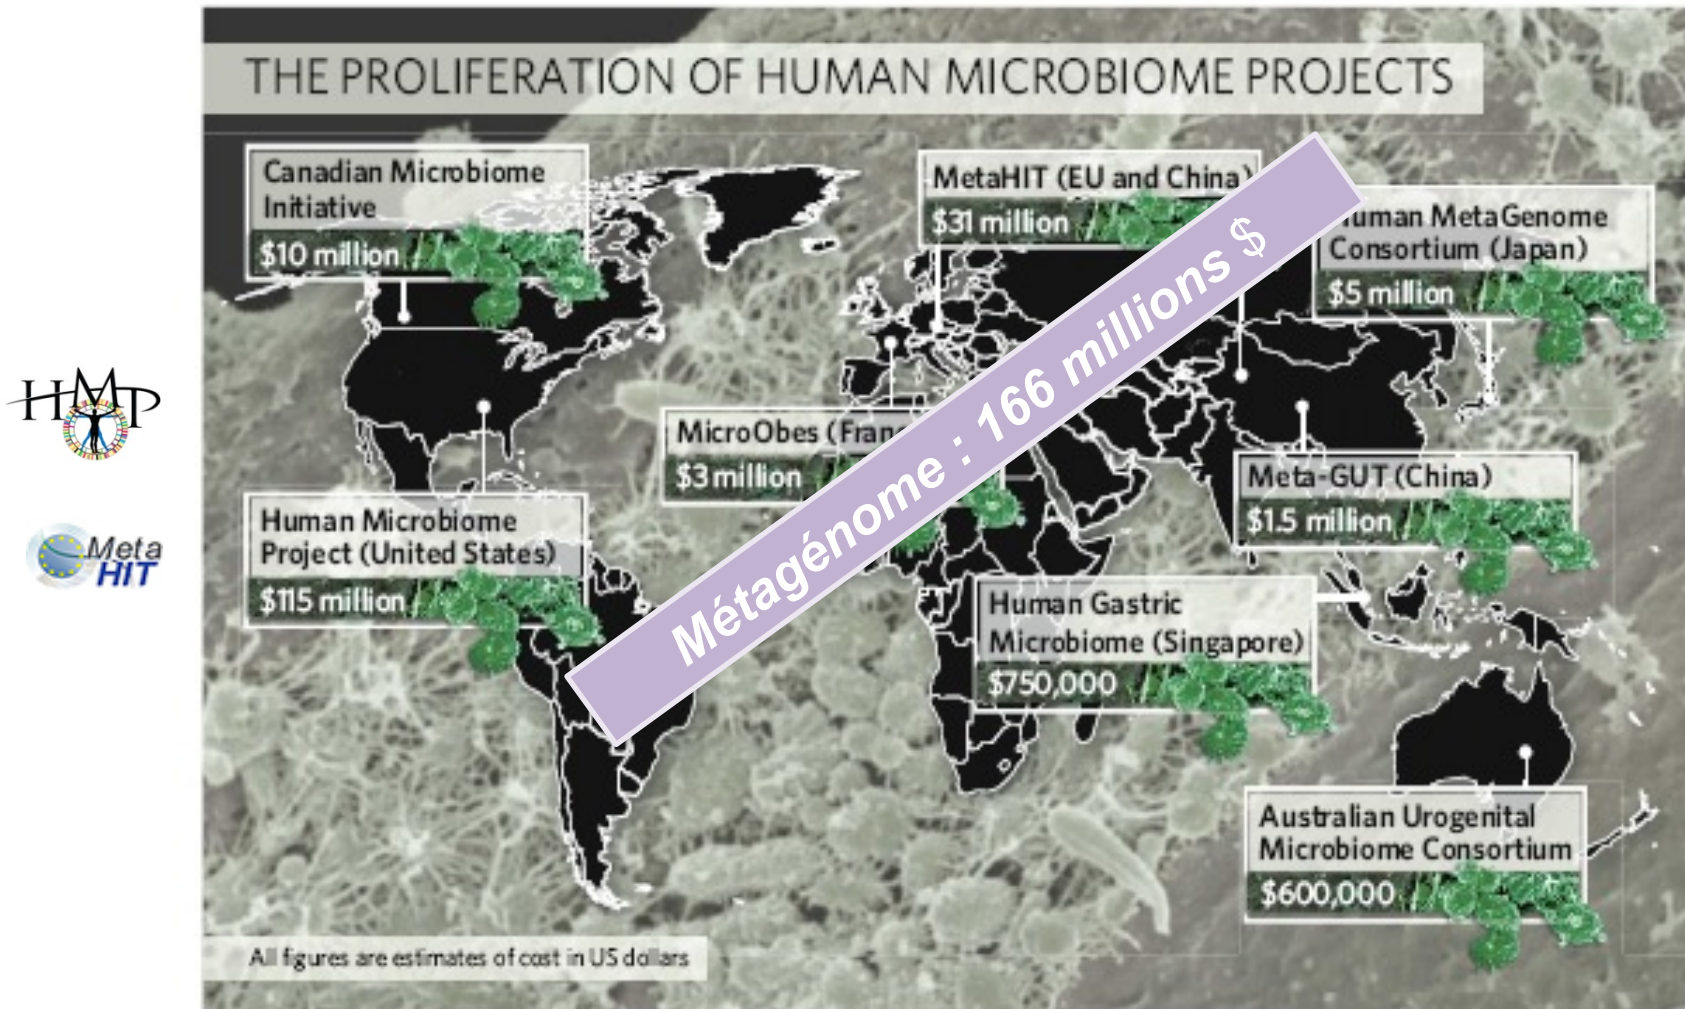 THE PROLIFERATION OF HUMAN MICROBIOME PROJECTS
Canadian Microbiome
Initiative
$10 million
MetaHIT (EU and China)
$31 million
uman MetaGenome
Consortium (Japan)
$5 million
HMP
Meta
HIT
MicroObes (Franc
$3 million
Métagénome : 166 millions $
Meta-GUT (China)
$1.5 million
Human Microbiome
Project (United States)
$115 million
Human Gastric
Microbiome (Singapore)
$750,000
Australian Urogenital
Microbiome Consortium
$600,000
All figures are estimates of cost in US dollars